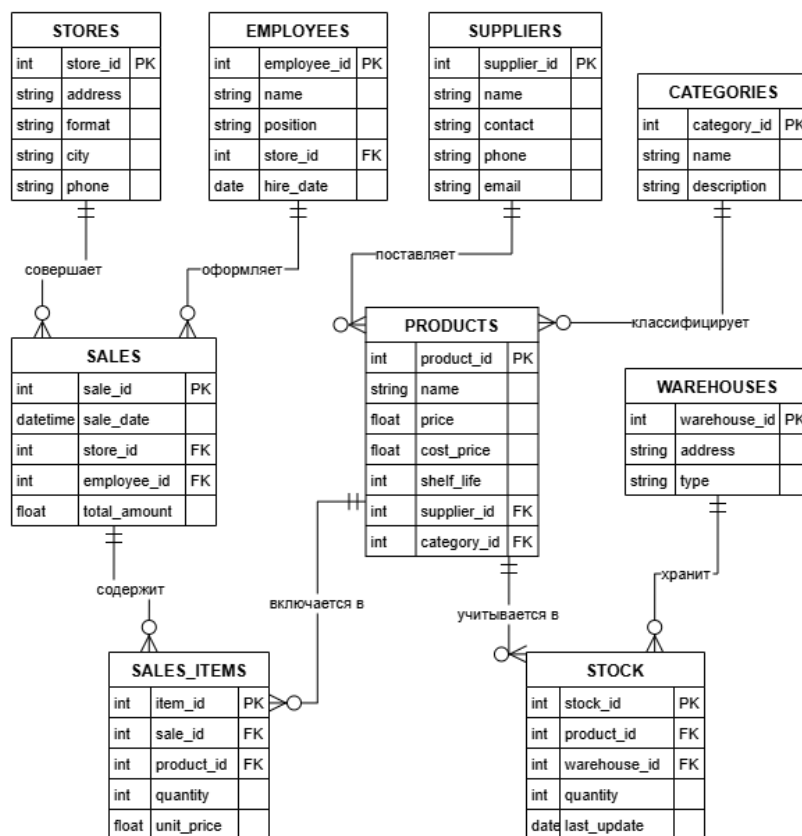 STORES
int store_id PK
string address
string format
string city
string phone
EMPLOYEES
int employee_id PK
string name
string position
int store_id FK
date hire_date
SUPPLIERS
int supplier_id PK
string name
string contact
string phone
string email
CATEGORIES
int category_id PK
string name
string description
совершает
оформляет
поставляет
классифицирует
SALES
int sale_id PK
datetime sale_date
int store_id FK
int employee_id FK
float total_amount
PRODUCTS
int product_id PK
string name
float price
float cost_price
int shelf_life
int supplier_id FK
int category_id FK
WAREHOUSES
int warehouse_id PK
string address
string type
содержит
включается в
учитывается в
хранит
SALES_ITEMS
int item_id PK
int sale_id FK
int product_id FK
int quantity
float unit_price
STOCK
int stock_id PK
int product_id FK
int warehouse_id FK
int quantity
date last_update